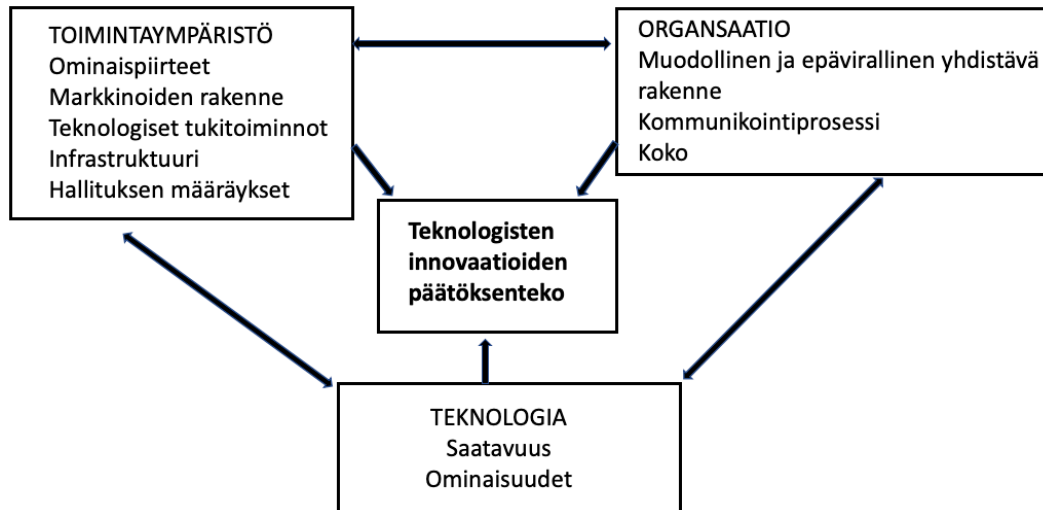 TOIMINTAYMPÄRISTÖ
Ominaispiirteet
Markkinoiden rakenne
Teknologiset tukitoiminnot
Infrastruktuuri
Hallituksen määräykset
ORGANSAATIO
Muodollinen ja epävirallinen yhdistävä
rakenne
Kommunikointiprosessi
Koko
Teknologisten
innovaatioiden
päätöksenteko
TEKNOLOGIA
Saatavuus
Ominaisuudet